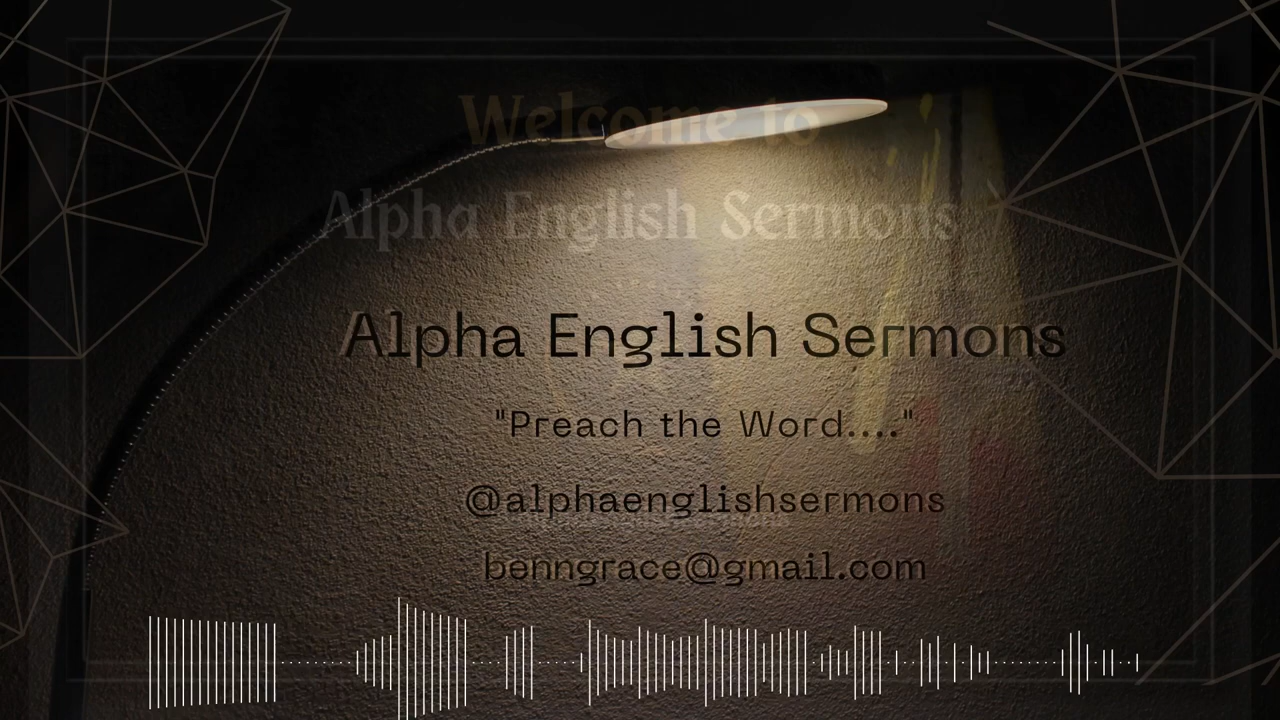 Welcome to
Alpha English Sermons
Alpha English Sermons
"Preach the Word...."
@alphaenglishsermons
benngrace@gmail.com